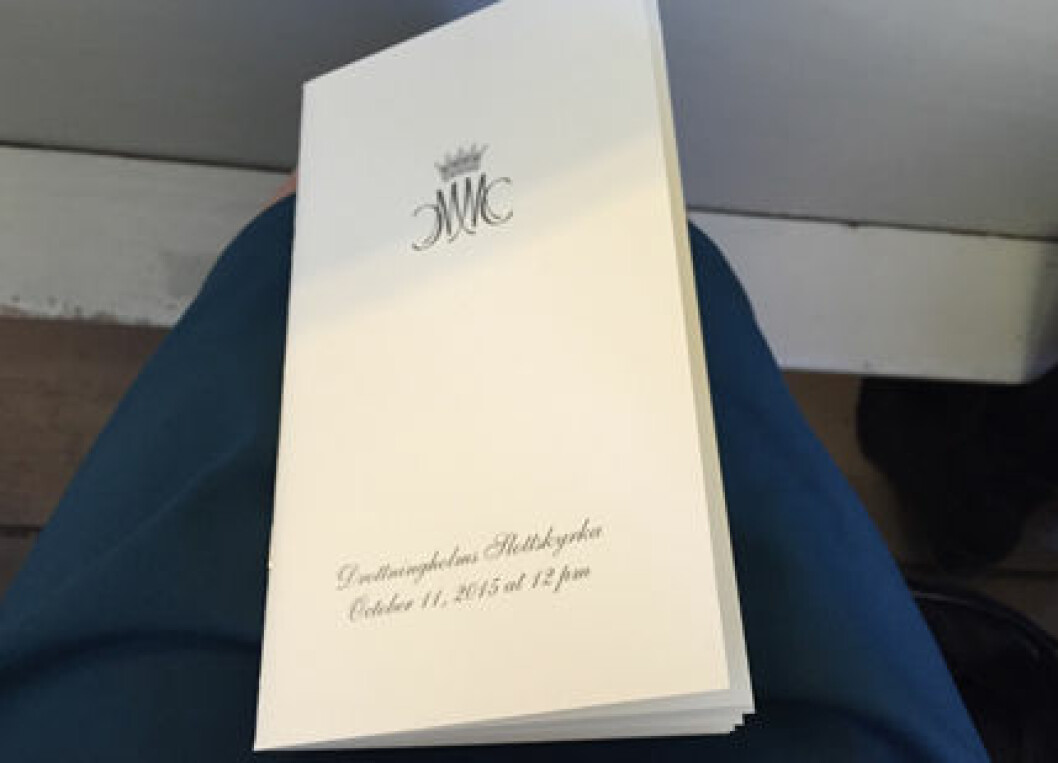 Drottningholms Slottskyrka
October 11, 2015 at 12 pm